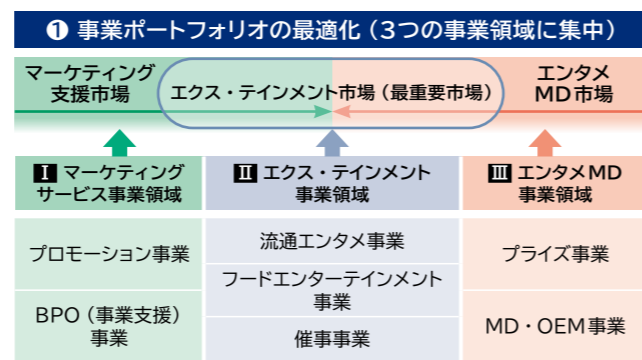 ❶ 事業ポートフォリオの最適化（3つの事業領域に集中）
マーケティング
支援市場
エクス・テインメント市場（最重要市場）
エンタメ
MD市場
Ⅰ マーケティング
サービス事業領域
Ⅱ エクス・テインメント
事業領域
Ⅲ エンタメMD
事業領域
プロモーション事業
BPO（事業支援）
事業
流通エンタメ事業
フードエンターテインメント
事業
催事事業
プライズ事業
MD・OEM事業